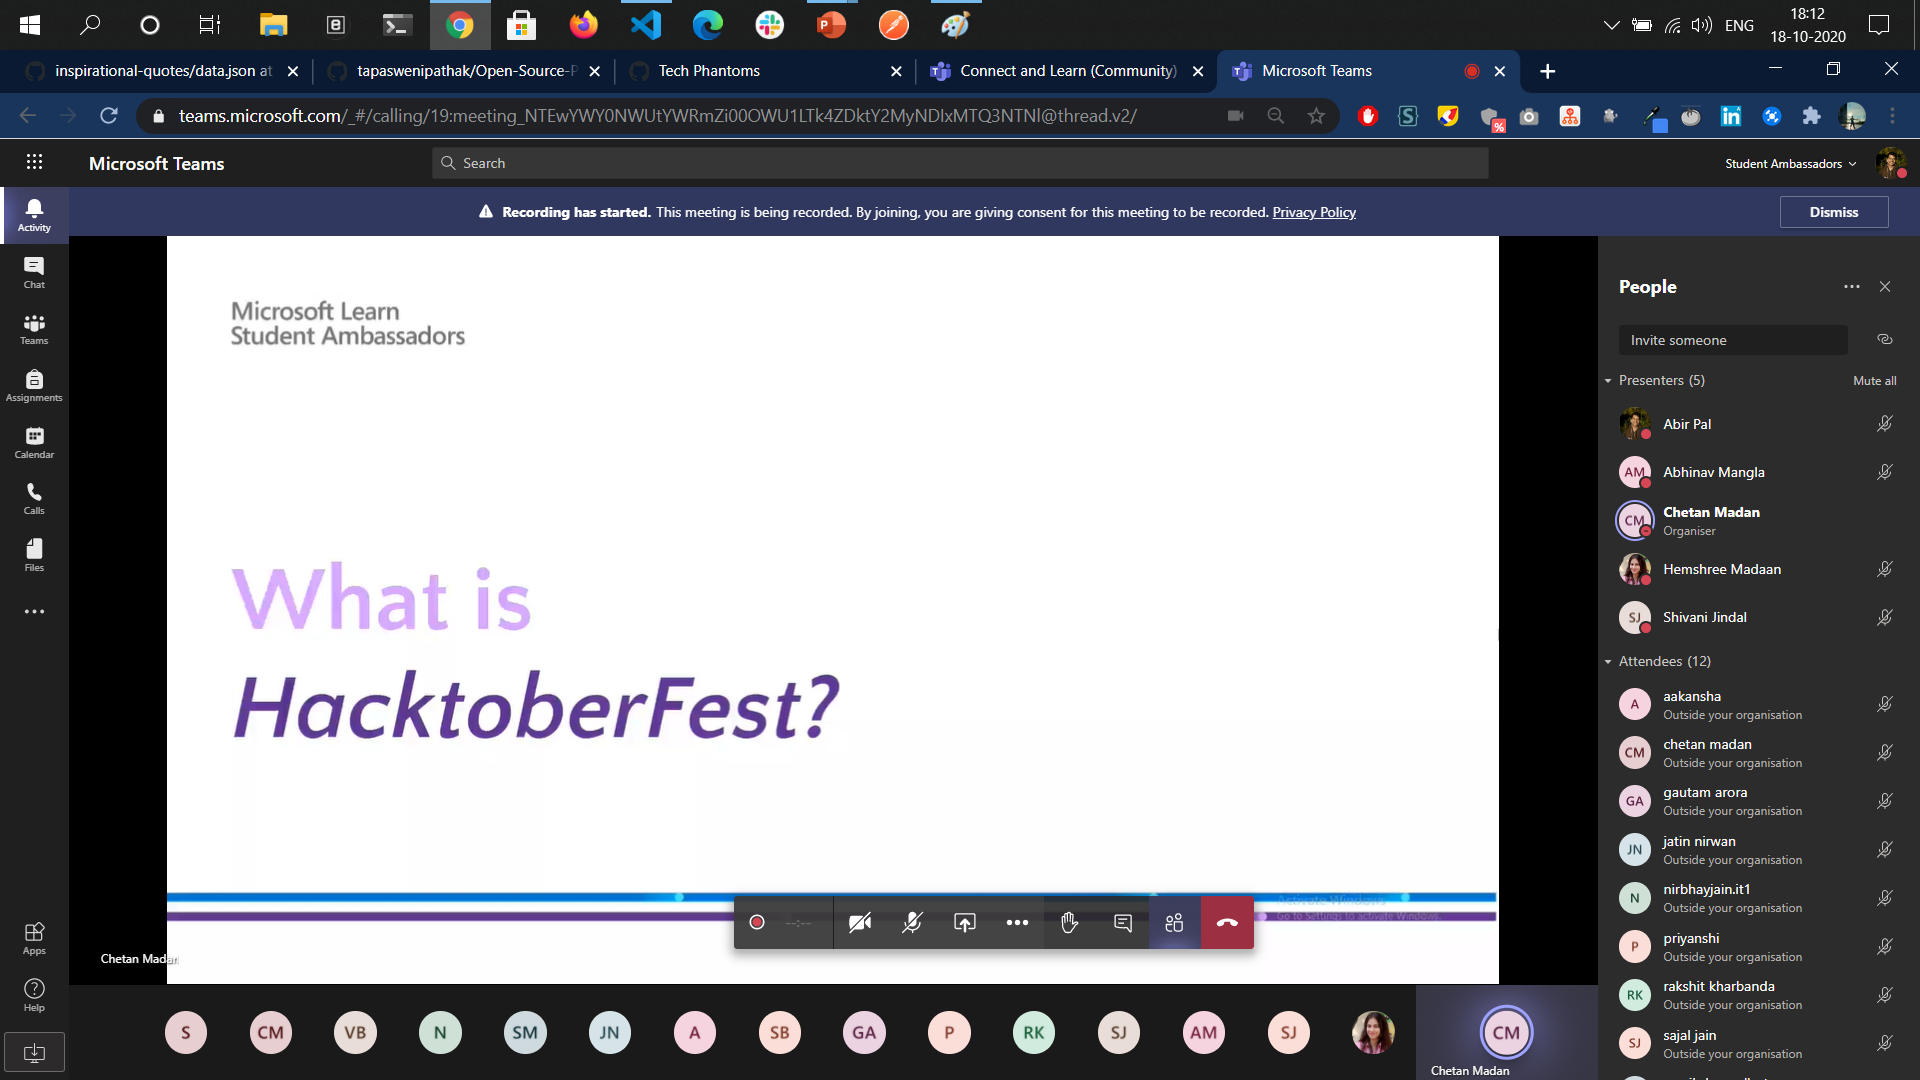 ENG
18:12
18-10-2020
inspirational-quotes/data.json at
tapaswenipathak/Open-Source-P
Tech Phantoms
Connect and Learn (Community)
Microsoft Teams
teams.microsoft.com/_#/calling/19:meeting_NTEwYWY0NWUtYWRmZi00OWU1LTk4ZDktY2MyNDIxMTQ3NTNl@thread.v2/
Microsoft Teams
Search
Student Ambassadors
Recording has started. This meeting is being recorded. By joining, you are giving consent for this meeting to be recorded. Privacy Policy
Dismiss
Activity
Chat
Teams
Assignments
Calendar
Calls
Files
Apps
Help
Microsoft Learn
Student Ambassadors
What is
HacktoberFest?
Activate Windows
Go to Settings to activate Windows.
--:--
Chetan Madan
S
CM
VB
N
SM
JN
A
SB
GA
P
RK
SJ
AM
SJ
CM
Chetan Madan
People
Invite someone
Presenters (5)
Mute all
Abir Pal
AM
Abhinav Mangla
CM
Chetan Madan
Organiser
Hemshree Madaan
SJ
Shivani Jindal
Attendees (12)
A
aakansha
Outside your organisation
CM
chetan madan
Outside your organisation
GA
gautam arora
Outside your organisation
JN
jatin nirwan
Outside your organisation
N
nirbhayjain.it1
Outside your organisation
P
priyanshi
Outside your organisation
RK
rakshit kharbanda
Outside your organisation
SJ
sajal jain
Outside your organisation